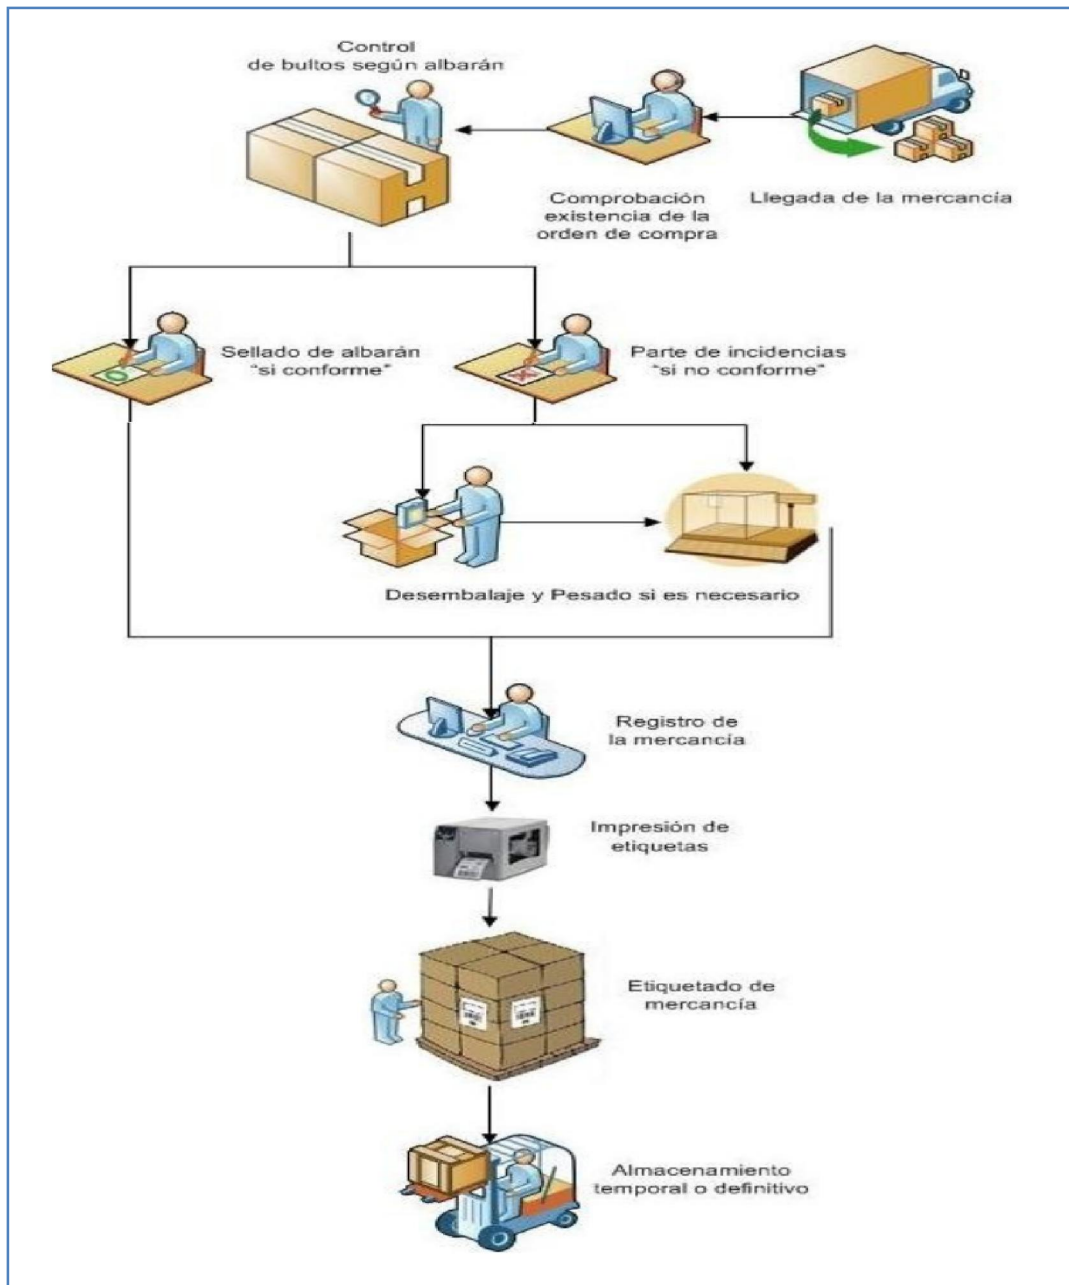 Control
de bultos según albarán
Comprobación
existencia de la
orden de compra
Llegada de la mercancía
Sellado de albarán
"si conforme"
Parte de incidencias
"si no conforme"
Desembalaje y Pesado si es necesario
Registro de
la mercancía
Impresión de
etiquetas
Etiquetado de
mercancía
Almacenamiento
temporal o definitivo